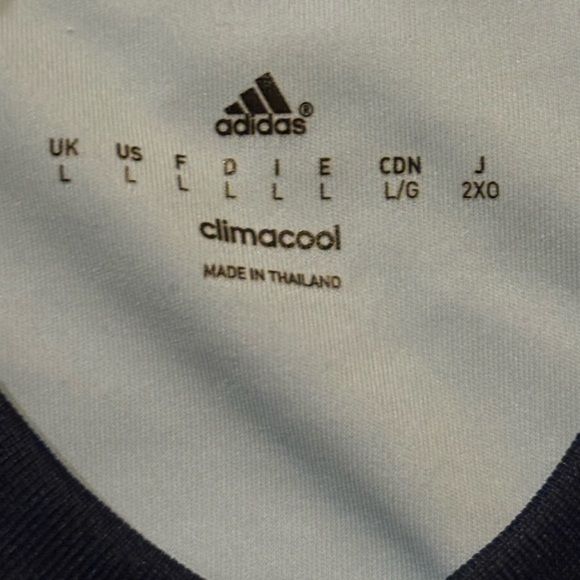 adidas®
UK US F D I E CDN J
L L L L L L L/G 2XO
climacool
MADE IN THAILAND